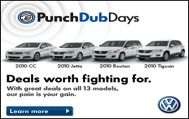 PunchDubDays
2010 CC 2010 Jetta 2010 Routan 2010 Tiguan
Deals worth fighting for.
With great deals on all 13 models,
our pain is your gain.
Learn more